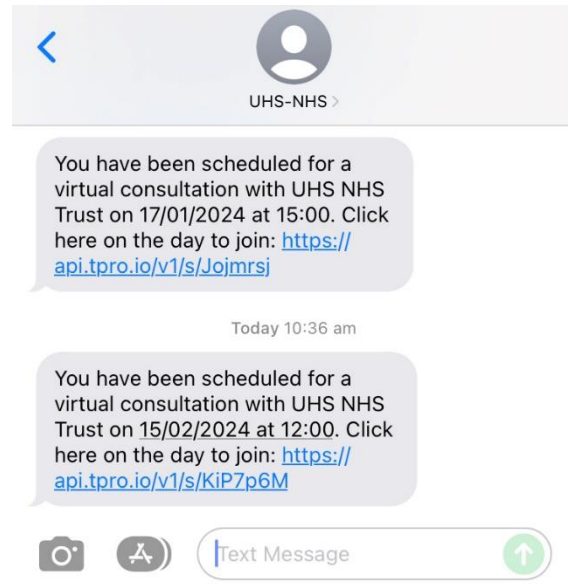 UHS-NHS
You have been scheduled for a
virtual consultation with UHS NHS
Trust on 17/01/2024 at 15:00. Click
here on the day to join: https://
api.tpro.io/v1/s/Jojmrsj
Today 10:36 am
You have been scheduled for a
virtual consultation with UHS NHS
Trust on 15/02/2024 at 12:00. Click
here on the day to join: https://
api.tpro.io/v1/s/KiP7p6M
Text Message